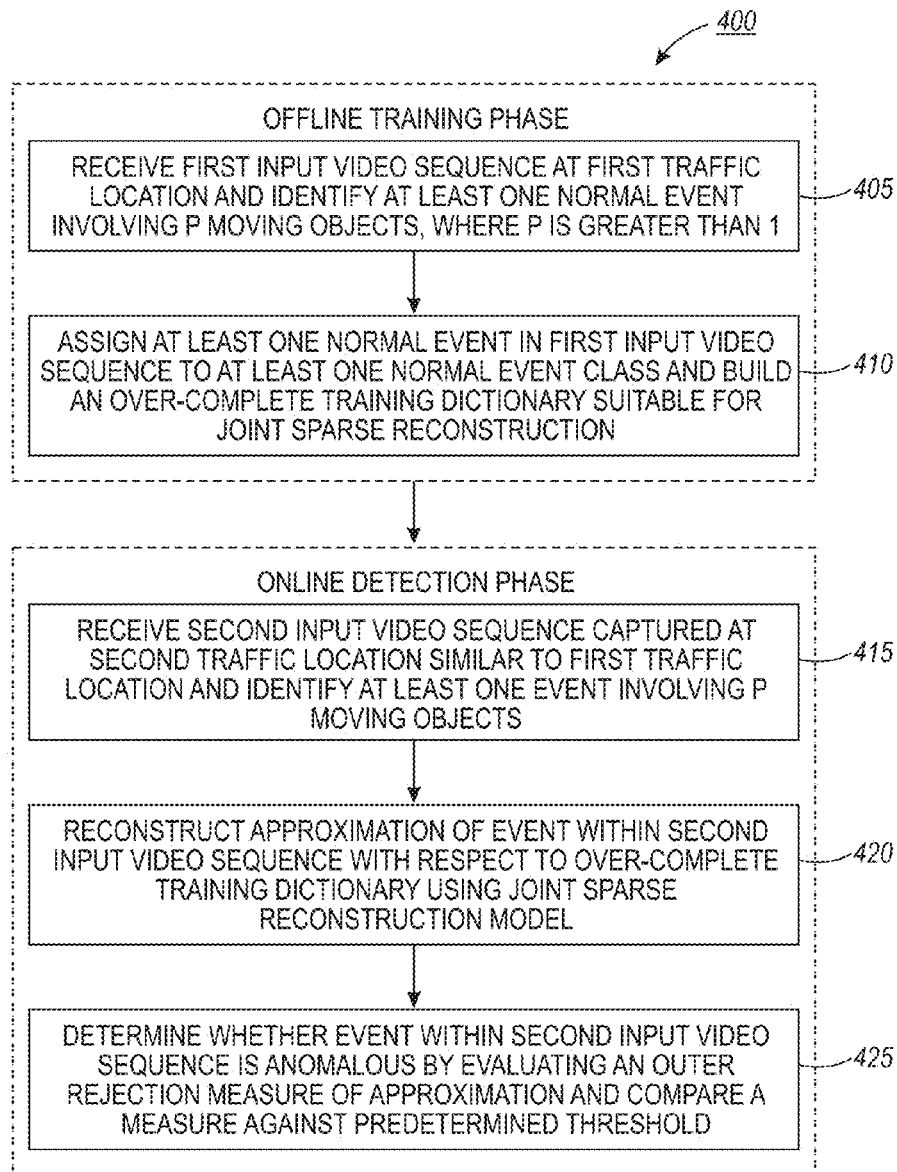 400
OFFLINE TRAINING PHASE
RECEIVE FIRST INPUT VIDEO SEQUENCE AT FIRST TRAFFIC
LOCATION AND IDENTIFY AT LEAST ONE NORMAL EVENT
INVOLVING P MOVING OBJECTS, WHERE P IS GREATER THAN 1
405
ASSIGN AT LEAST ONE NORMAL EVENT IN FIRST INPUT VIDEO
SEQUENCE TO AT LEAST ONE NORMAL EVENT CLASS AND BUILD
AN OVER-COMPLETE TRAINING DICTIONARY SUITABLE FOR
JOINT SPARSE RECONSTRUCTION
410
ONLINE DETECTION PHASE
RECEIVE SECOND INPUT VIDEO SEQUENCE CAPTURED AT
SECOND TRAFFIC LOCATION SIMILAR TO FIRST TRAFFIC
LOCATION AND IDENTIFY AT LEAST ONE EVENT INVOLVING P
MOVING OBJECTS
415
RECONSTRUCT APPROXIMATION OF EVENT WITHIN SECOND
INPUT VIDEO SEQUENCE WITH RESPECT TO OVER-COMPLETE
TRAINING DICTIONARY USING JOINT SPARSE
RECONSTRUCTION MODEL
420
DETERMINE WHETHER EVENT WITHIN SECOND INPUT VIDEO
SEQUENCE IS ANOMALOUS BY EVALUATING AN OUTER
REJECTION MEASURE OF APPROXIMATION AND COMPARE A
MEASURE AGAINST PREDETERMINED THRESHOLD
425